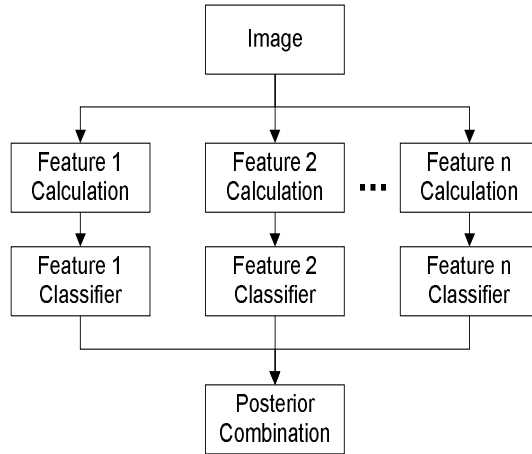 Image
Feature 1
Calculation
Feature 2
Calculation
...
Feature n
Calculation
Feature 1
Classifier
Feature 2
Classifier
Feature n
Classifier
Posterior
Combination